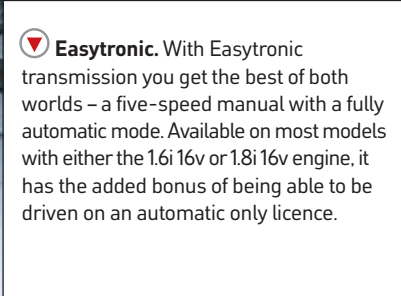 Easytronic. With Easytronic
transmission you get the best of both
worlds – a five-speed manual with a fully
automatic mode. Available on most models
with either the 1.6i 16v or 1.8i 16v engine, it
has the added bonus of being able to be
driven on an automatic only licence.